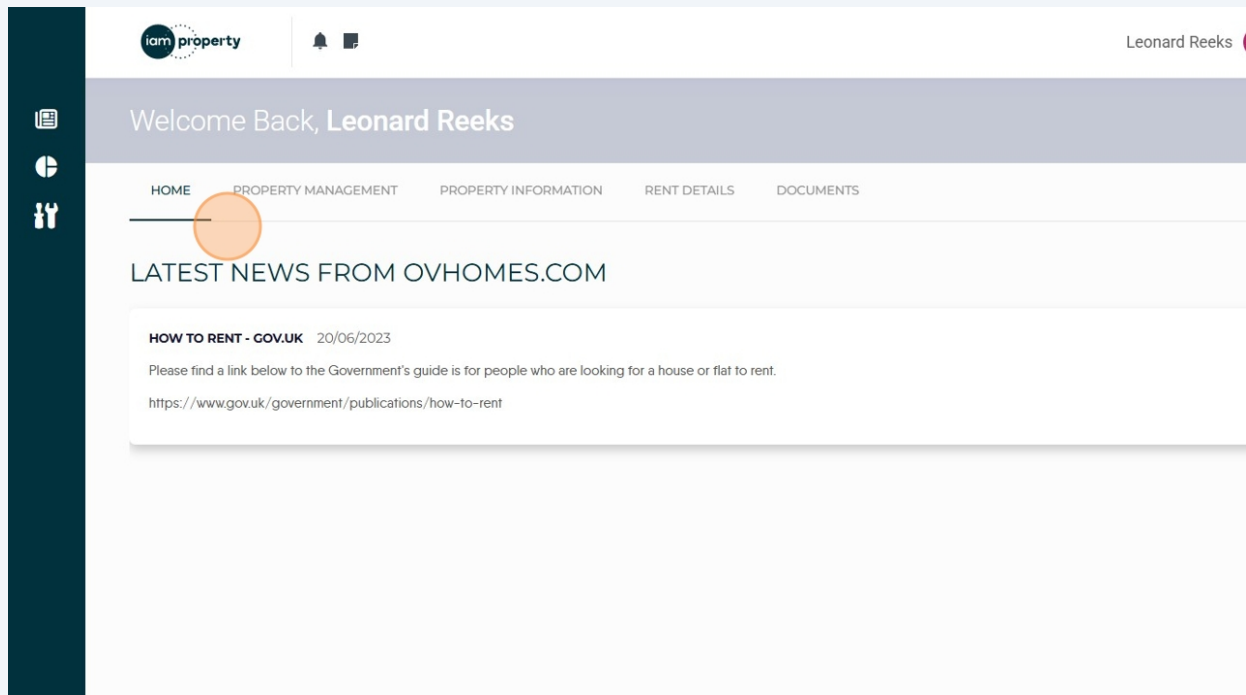 iam property
Leonard Reeks
Welcome Back, Leonard Reeks
HOME PROPERTY MANAGEMENT PROPERTY INFORMATION RENT DETAILS DOCUMENTS
LATEST NEWS FROM OVHOMES.COM
HOW TO RENT - GOV.UK 20/06/2023
Please find a link below to the Government's guide is for people who are looking for a house or flat to rent.
https://www.gov.uk/government/publications/how-to-rent